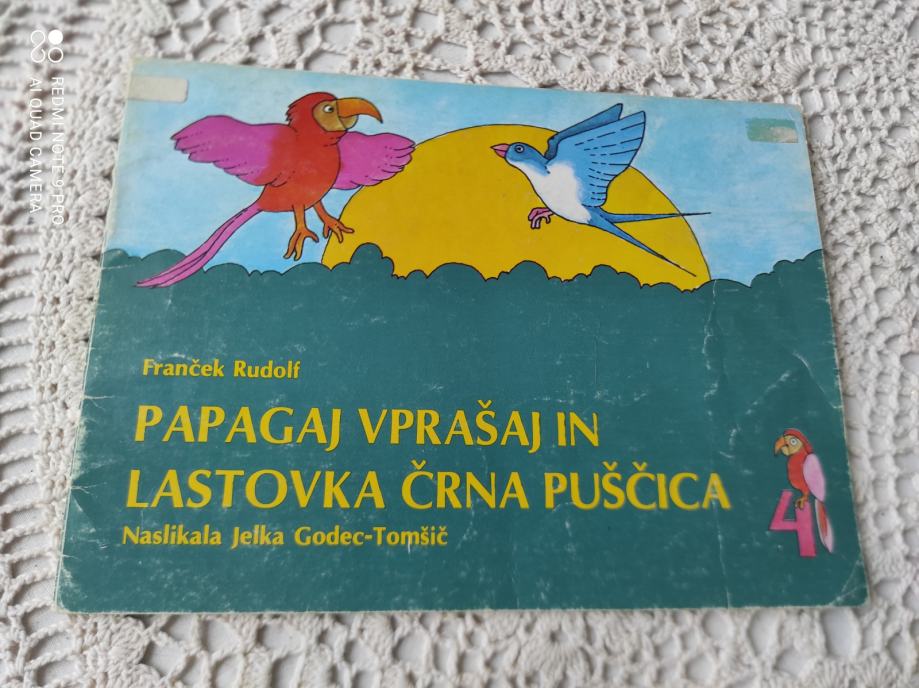 REDMI NOTE 9 PRO
AI QUAD CAMERA
Franček Rudolf
PAPAGAJ VPRAŠAJ IN
LASTOVKA ČRNA PUŠČICA
Naslikala Jelka Godec-Tomšič
4